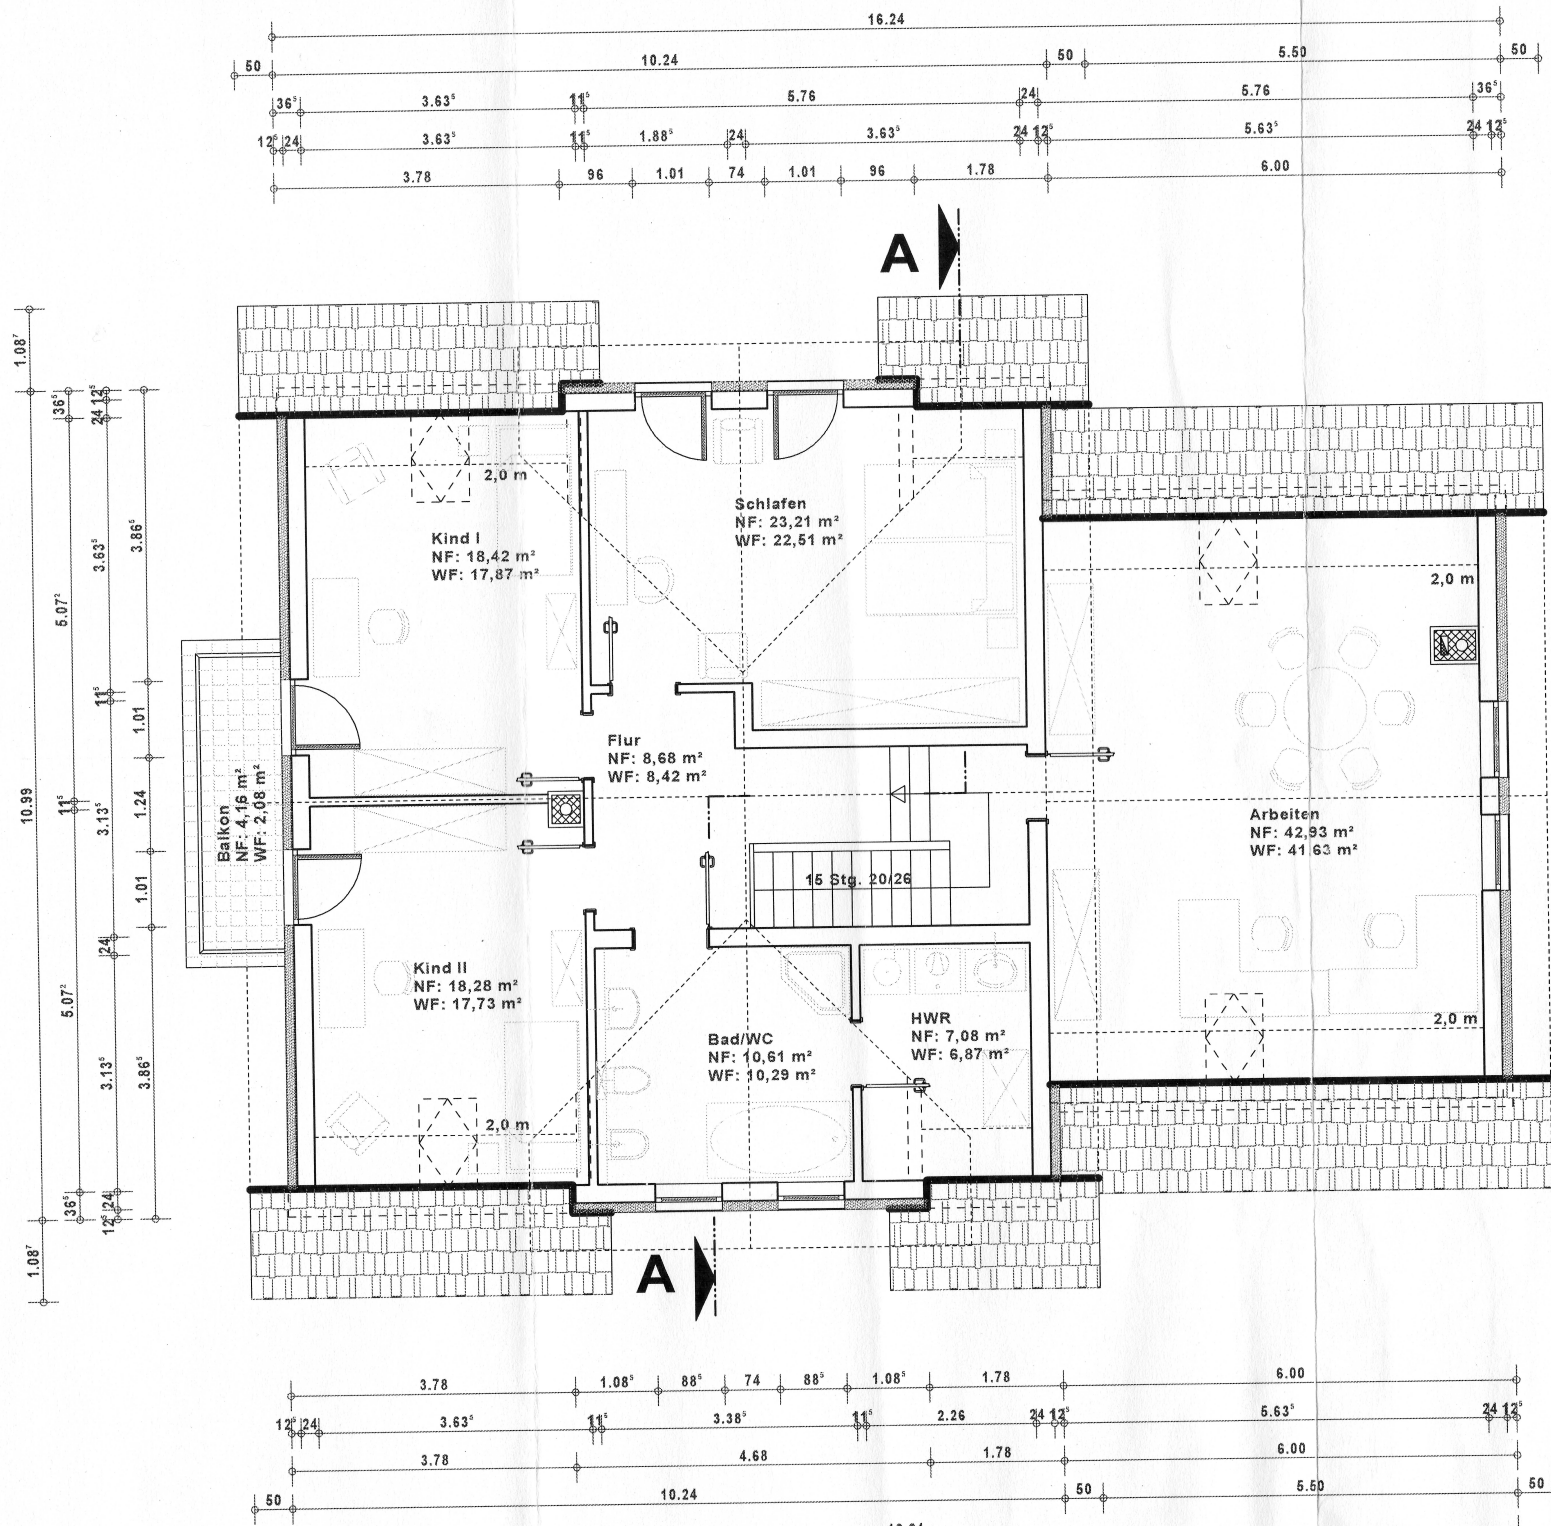 16.24
50 10.24 50 5.50 50
36⁵ 3.63⁵ 11⁵ 5.76 24 5.76 36⁵
12⁵ 24 3.63⁵ 11⁵ 1.88⁵ 24 3.63⁵ 24 12⁵ 5.63⁵ 24 12⁵
3.78 96 1.01 74 1.01 96 1.78 6.00
A
1.08⁷
10.99
1.08⁷
36⁵
5.07²
11⁵
5.07²
36⁵
24 12⁵
3.63⁵
11⁵
3.13⁵
24
3.13⁵
12⁵ 24
3.86⁵
1.01
1.24
1.01
3.86⁵
2,0 m
Kind I
NF: 18,42 m²
WF: 17,87 m²
Schlafen
NF: 23,21 m²
WF: 22,51 m²
2,0 m
Flur
NF: 8,68 m²
WF: 8,42 m²
Balkon
NF: 4,16 m²
WF: 2,08 m²
Arbeiten
NF: 42,93 m²
WF: 41,63 m²
15 Stg. 20/26
Kind II
NF: 18,28 m²
WF: 17,73 m²
Bad/WC
NF: 10,61 m²
WF: 10,29 m²
HWR
NF: 7,08 m²
WF: 6,87 m²
2,0 m
2,0 m
A
3.78 1.08⁵ 88⁵ 74 88⁵ 1.08⁵ 1.78 6.00
12⁵ 24 3.63⁵ 11⁵ 3.38⁵ 11⁵ 2.26 24 12⁵ 5.63⁵ 24 12⁵
3.78 4.68 1.78 6.00
50 10.24 50 5.50 50